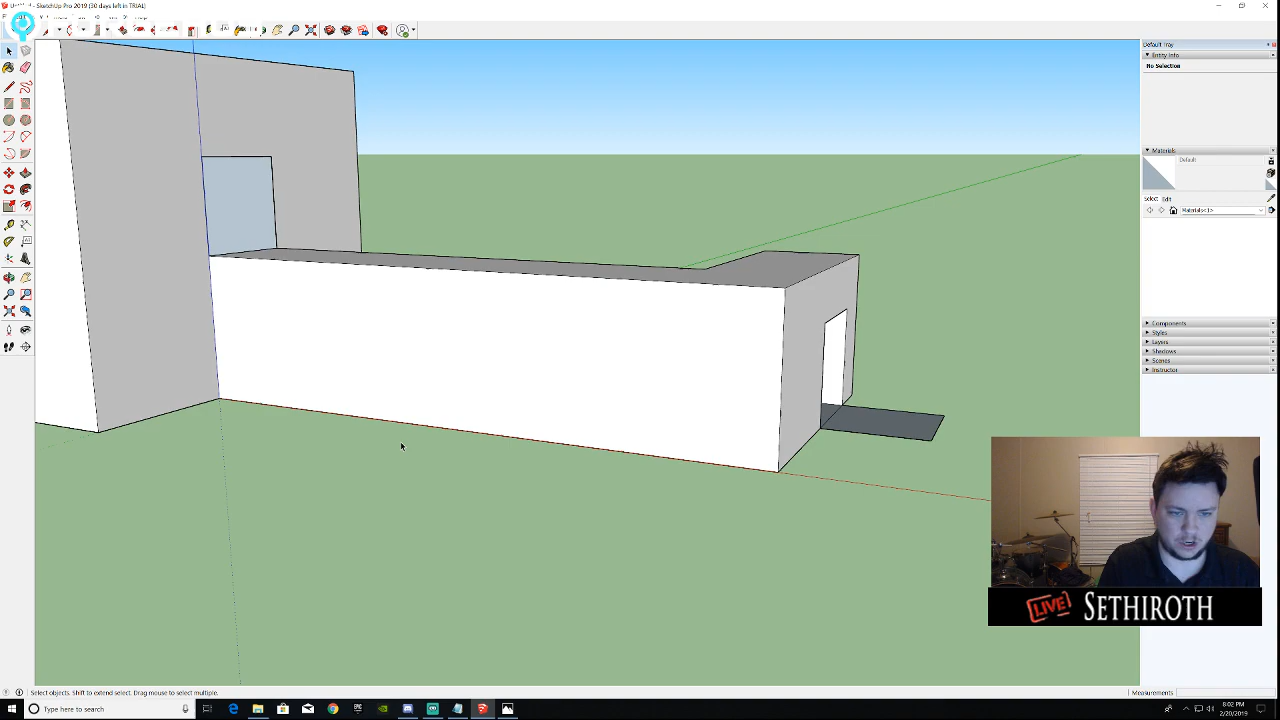 SketchUp Pro 2019 (30 days left in TRIAL)
Default Tray
Entity Info
No Selection
Materials
Default
Select Edit
Components
Styles
Layers
Shadows
Scenes
Instructor
LIVE SETHIROTH
Select objects. Shift to extend select. Drag mouse to select multiple.
Measurements
Type here to search
8:02 PM
2/20/2019